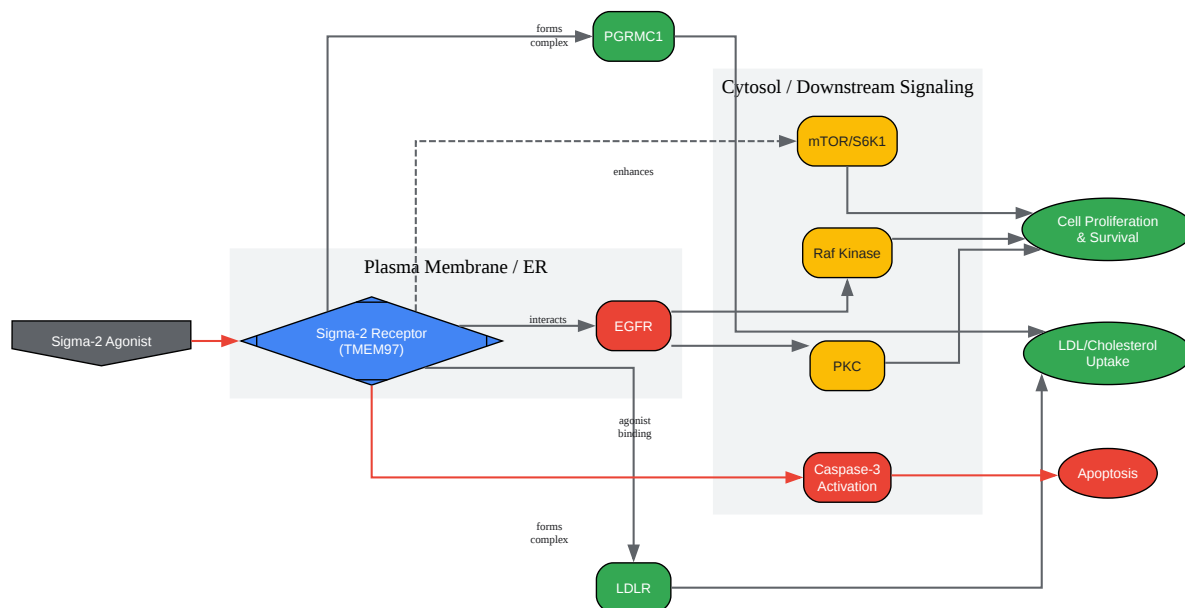 forms
complex
PGRMC1
Cytosol / Downstream Signaling
mTOR/S6K1
enhances
Cell Proliferation
& Survival
Raf Kinase
Plasma Membrane / ER
interacts
EGFR
Sigma-2 Agonist
Sigma-2 Receptor
(TMEM97)
LDL/Cholesterol
Uptake
PKC
agonist
binding
Caspase-3
Activation
Apoptosis
forms
complex
LDLR